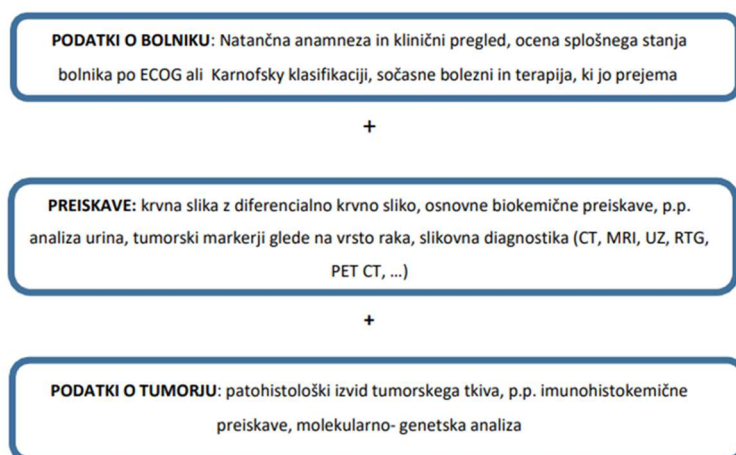 PODATKI O BOLNIKU: Natančna anamneza in klinični pregled, ocena splošnega stanja
bolnika po ECOG ali Karnofsky klasifikaciji, sočasne bolezni in terapija, ki jo prejema
+
PREISKAVE: krvna slika z diferencialno krvno sliko, osnovne biokemične preiskave, p.p.
analiza urina, tumorski markerji glede na vrsto raka, slikovna diagnostika (CT, MRI, UZ, RTG,
PET CT, ...)
+
PODATKI O TUMORJU: patohistološki izvid tumorskega tkiva, p.p. imunohistokemične
preiskave, molekularno- genetska analiza